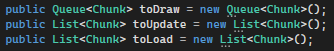 public Queue<Chunk> toDraw = new Queue<Chunk>();
public List<Chunk> toUpdate = new List<Chunk>();
public List<Chunk> toLoad = new List<Chunk>();